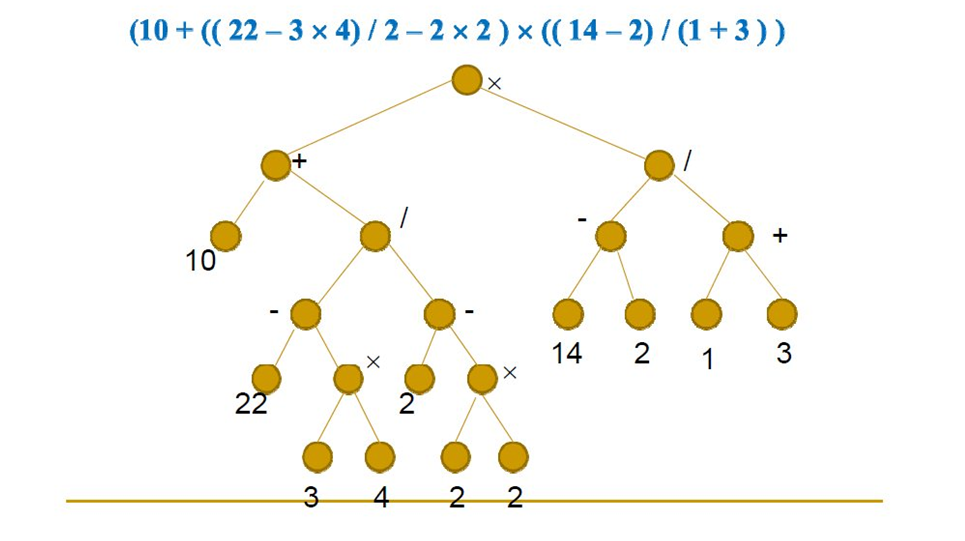 (10 + (( 22 – 3 × 4) / 2 – 2 × 2 ) × (( 14 – 2) / (1 + 3 ) )
×
+ /
10 / - +
- - 14 2 1 3
22 × 2 ×
3 4 2 2